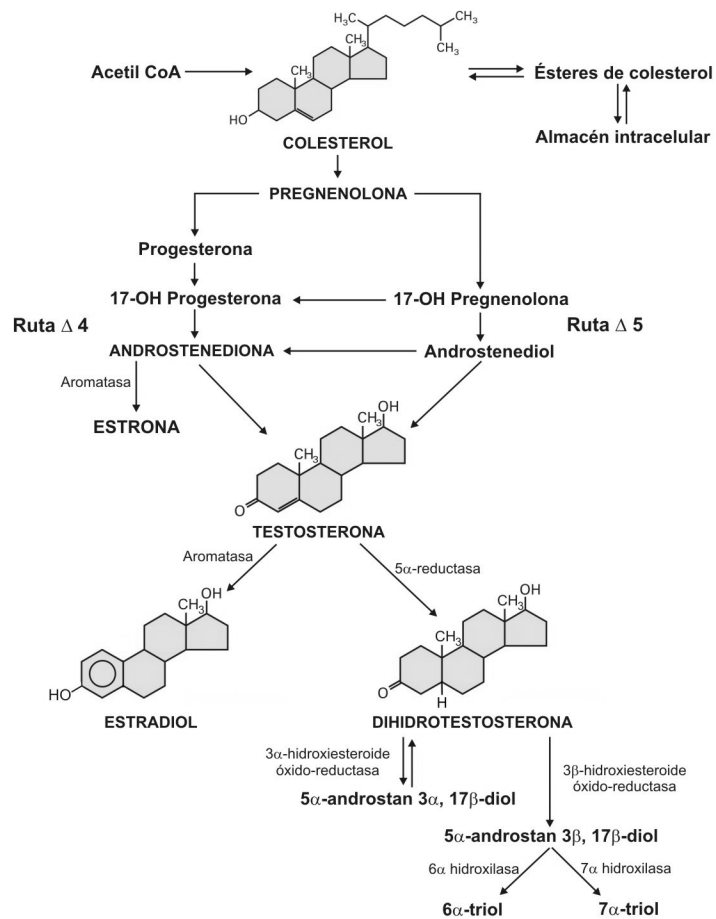 H₃C
CH₃
CH₃
CH₃
CH₃
HO
Acetil CoA
COLESTEROL
Ésteres de colesterol
Almacén intracelular
PREGNENOLONA
Progesterona
17-OH Progesterona
17-OH Pregnenolona
Ruta Δ 4
Ruta Δ 5
ANDROSTENEDIONA
Androstenediol
Aromatasa
ESTRONA
OH
CH₃
CH₃
O
TESTOSTERONA
Aromatasa
5α-reductasa
OH
CH₃
HO
ESTRADIOL
OH
CH₃
CH₃
O
H
DIHIDROTESTOSTERONA
3α-hidroxiesteroide
óxido-reductasa
3β-hidroxiesteroide
óxido-reductasa
5α-androstan 3α, 17β-diol
5α-androstan 3β, 17β-diol
6α hidroxilasa
7α hidroxilasa
6α-triol
7α-triol